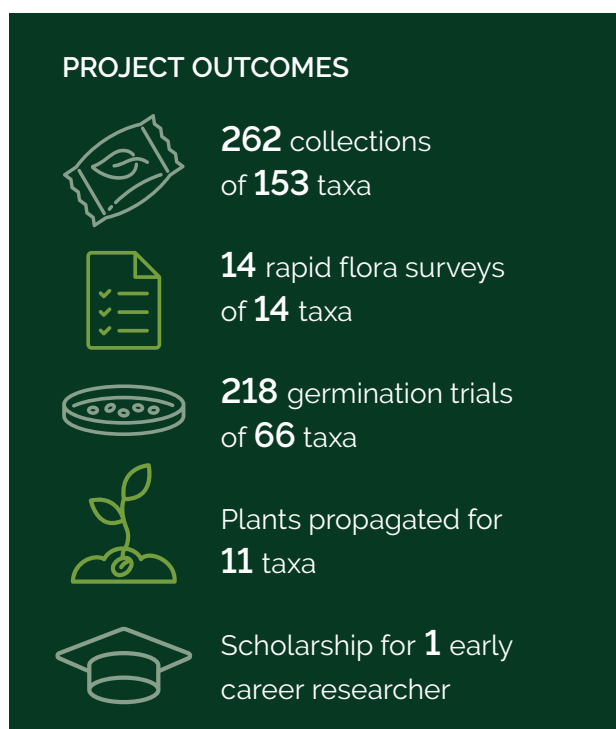 PROJECT OUTCOMES
262 collections
of 153 taxa
14 rapid flora surveys
of 14 taxa
218 germination trials
of 66 taxa
Plants propagated for
11 taxa
Scholarship for 1 early
career researcher